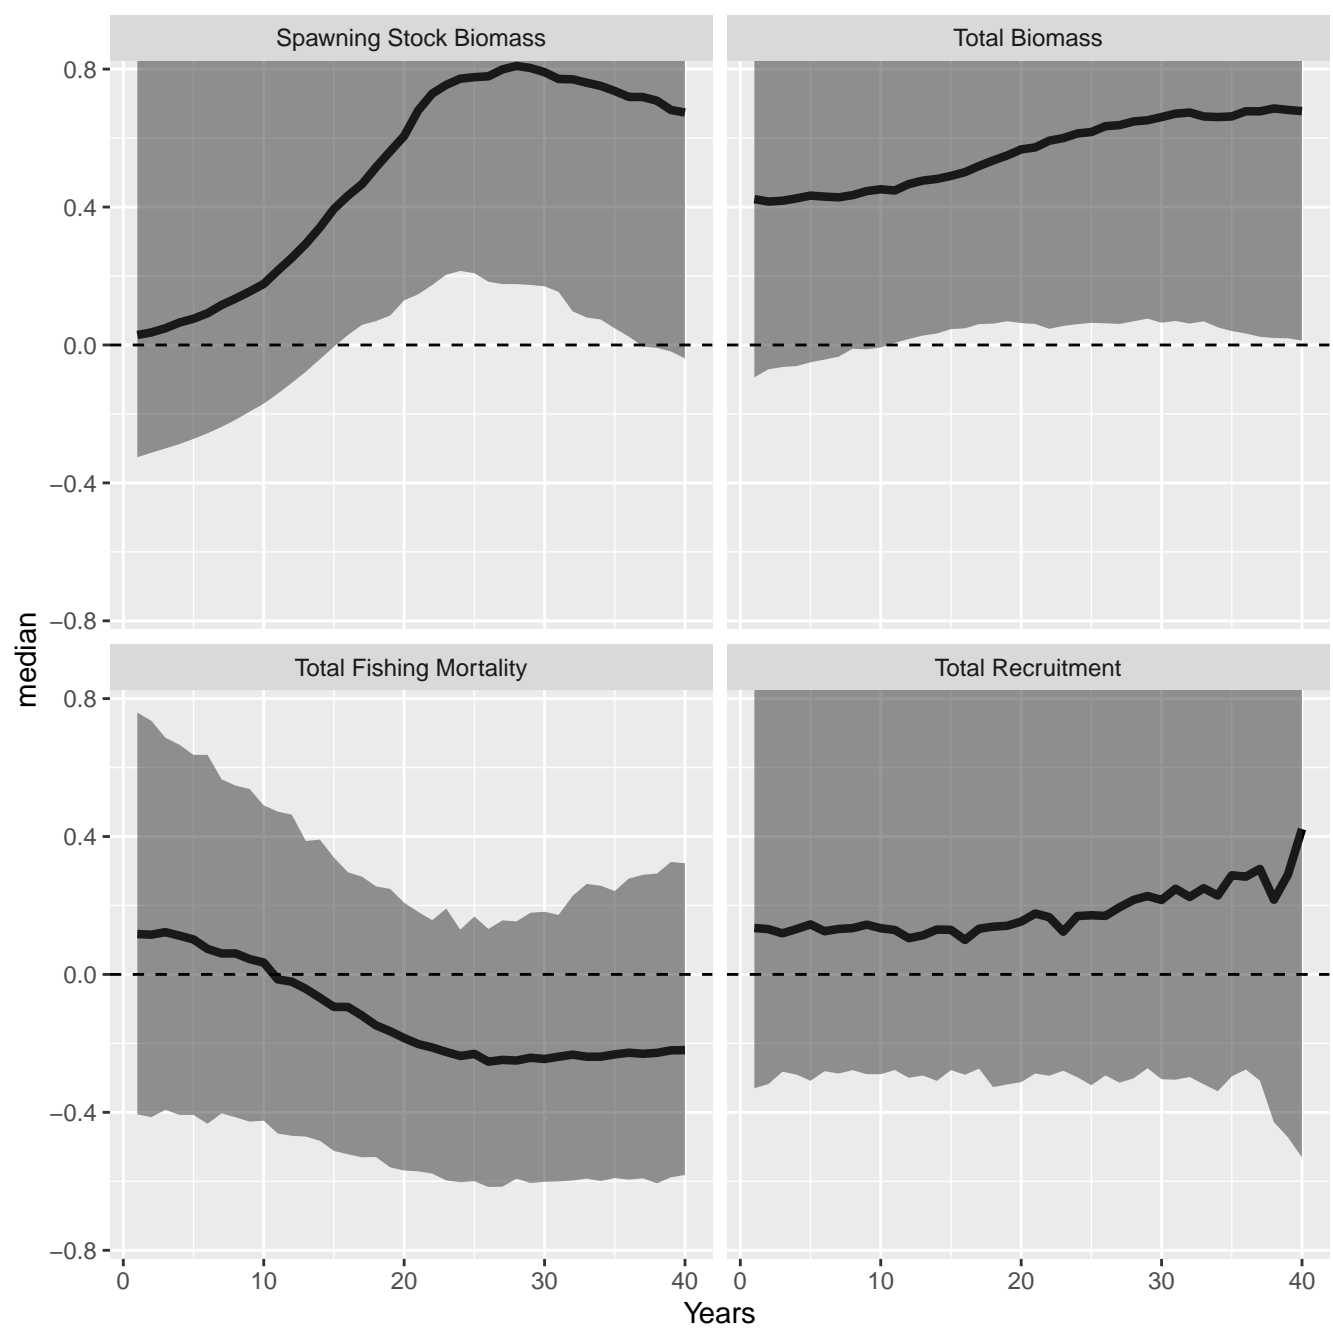 Spawning Stock Biomass
Total Biomass
0.8
0.4
0.0
−0.4
−0.8
median
Total Fishing Mortality
Total Recruitment
0.8
0.4
0.0
−0.4
−0.8
0 10 20 30 40
0 10 20 30 40
Years